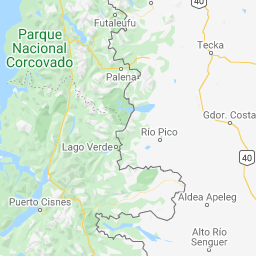 Futaleufu
40
Parque
Nacional
Corcovado
Tecka
Palena
Gdor. Costa
Río Pico
Lago Verde
40
Aldea Apeleg
Puerto Cisnes
Alto Río
Senguer